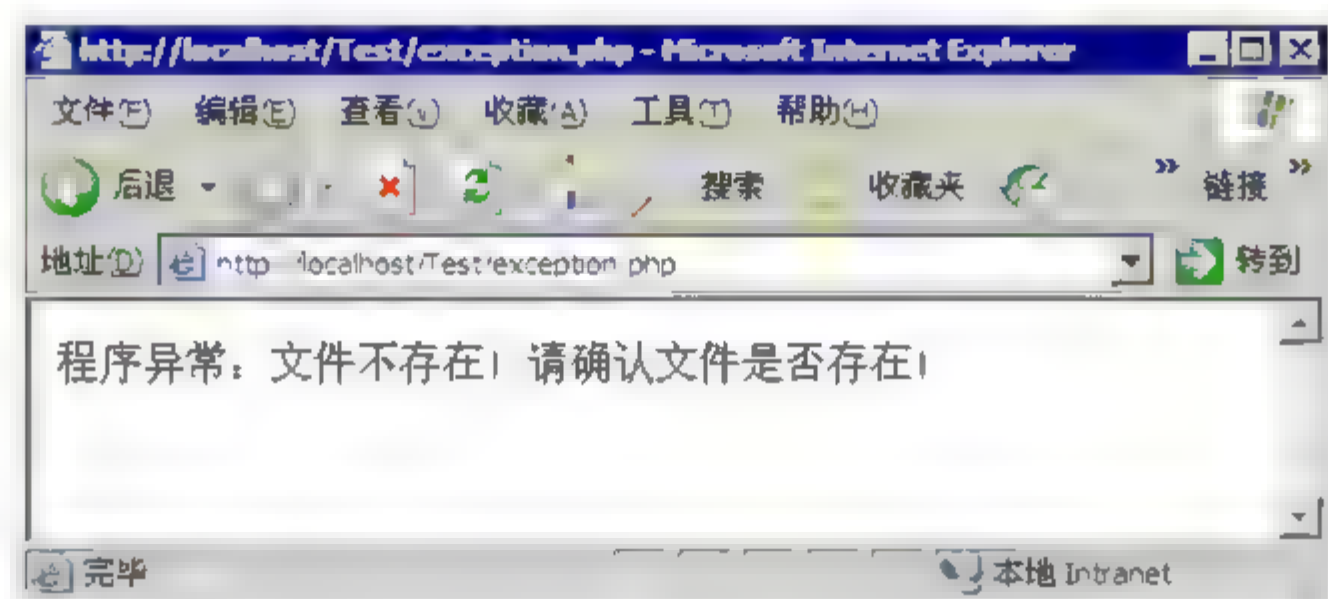 http://localhost/Test/exception.php - Microsoft Internet Explorer
文件(F) 编辑(E) 查看(V) 收藏(A) 工具(T) 帮助(H)
后退 搜索 收藏夹 » 链接 »
地址(D) http://localhost/Test/exception.php 转到
程序异常：文件不存在！请确认文件是否存在！
完毕 本地 Intranet